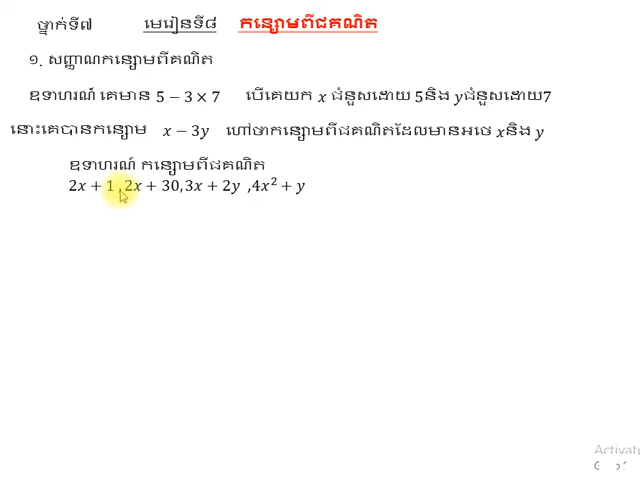 ថ្នាក់ទី៧ មេរៀនទី៨ កន្សោមពីជគណិត
១. សញ្ញាណកន្សោមពីគណិត
ឧទាហរណ៍ គេមាន 5 − 3 × 7 បើគេយក x ជំនួសដោយ 5និង yជំនួសដោយ7
នោះគេបានកន្សោម x − 3y ហៅថាកន្សោមពីជគណិតដែលមានអថេ xនិង y
ឧទាហរណ៍ កន្សោមពីជគណិត
2x + 1 ,2x + 30,3x + 2y ,4x² + y
Activate